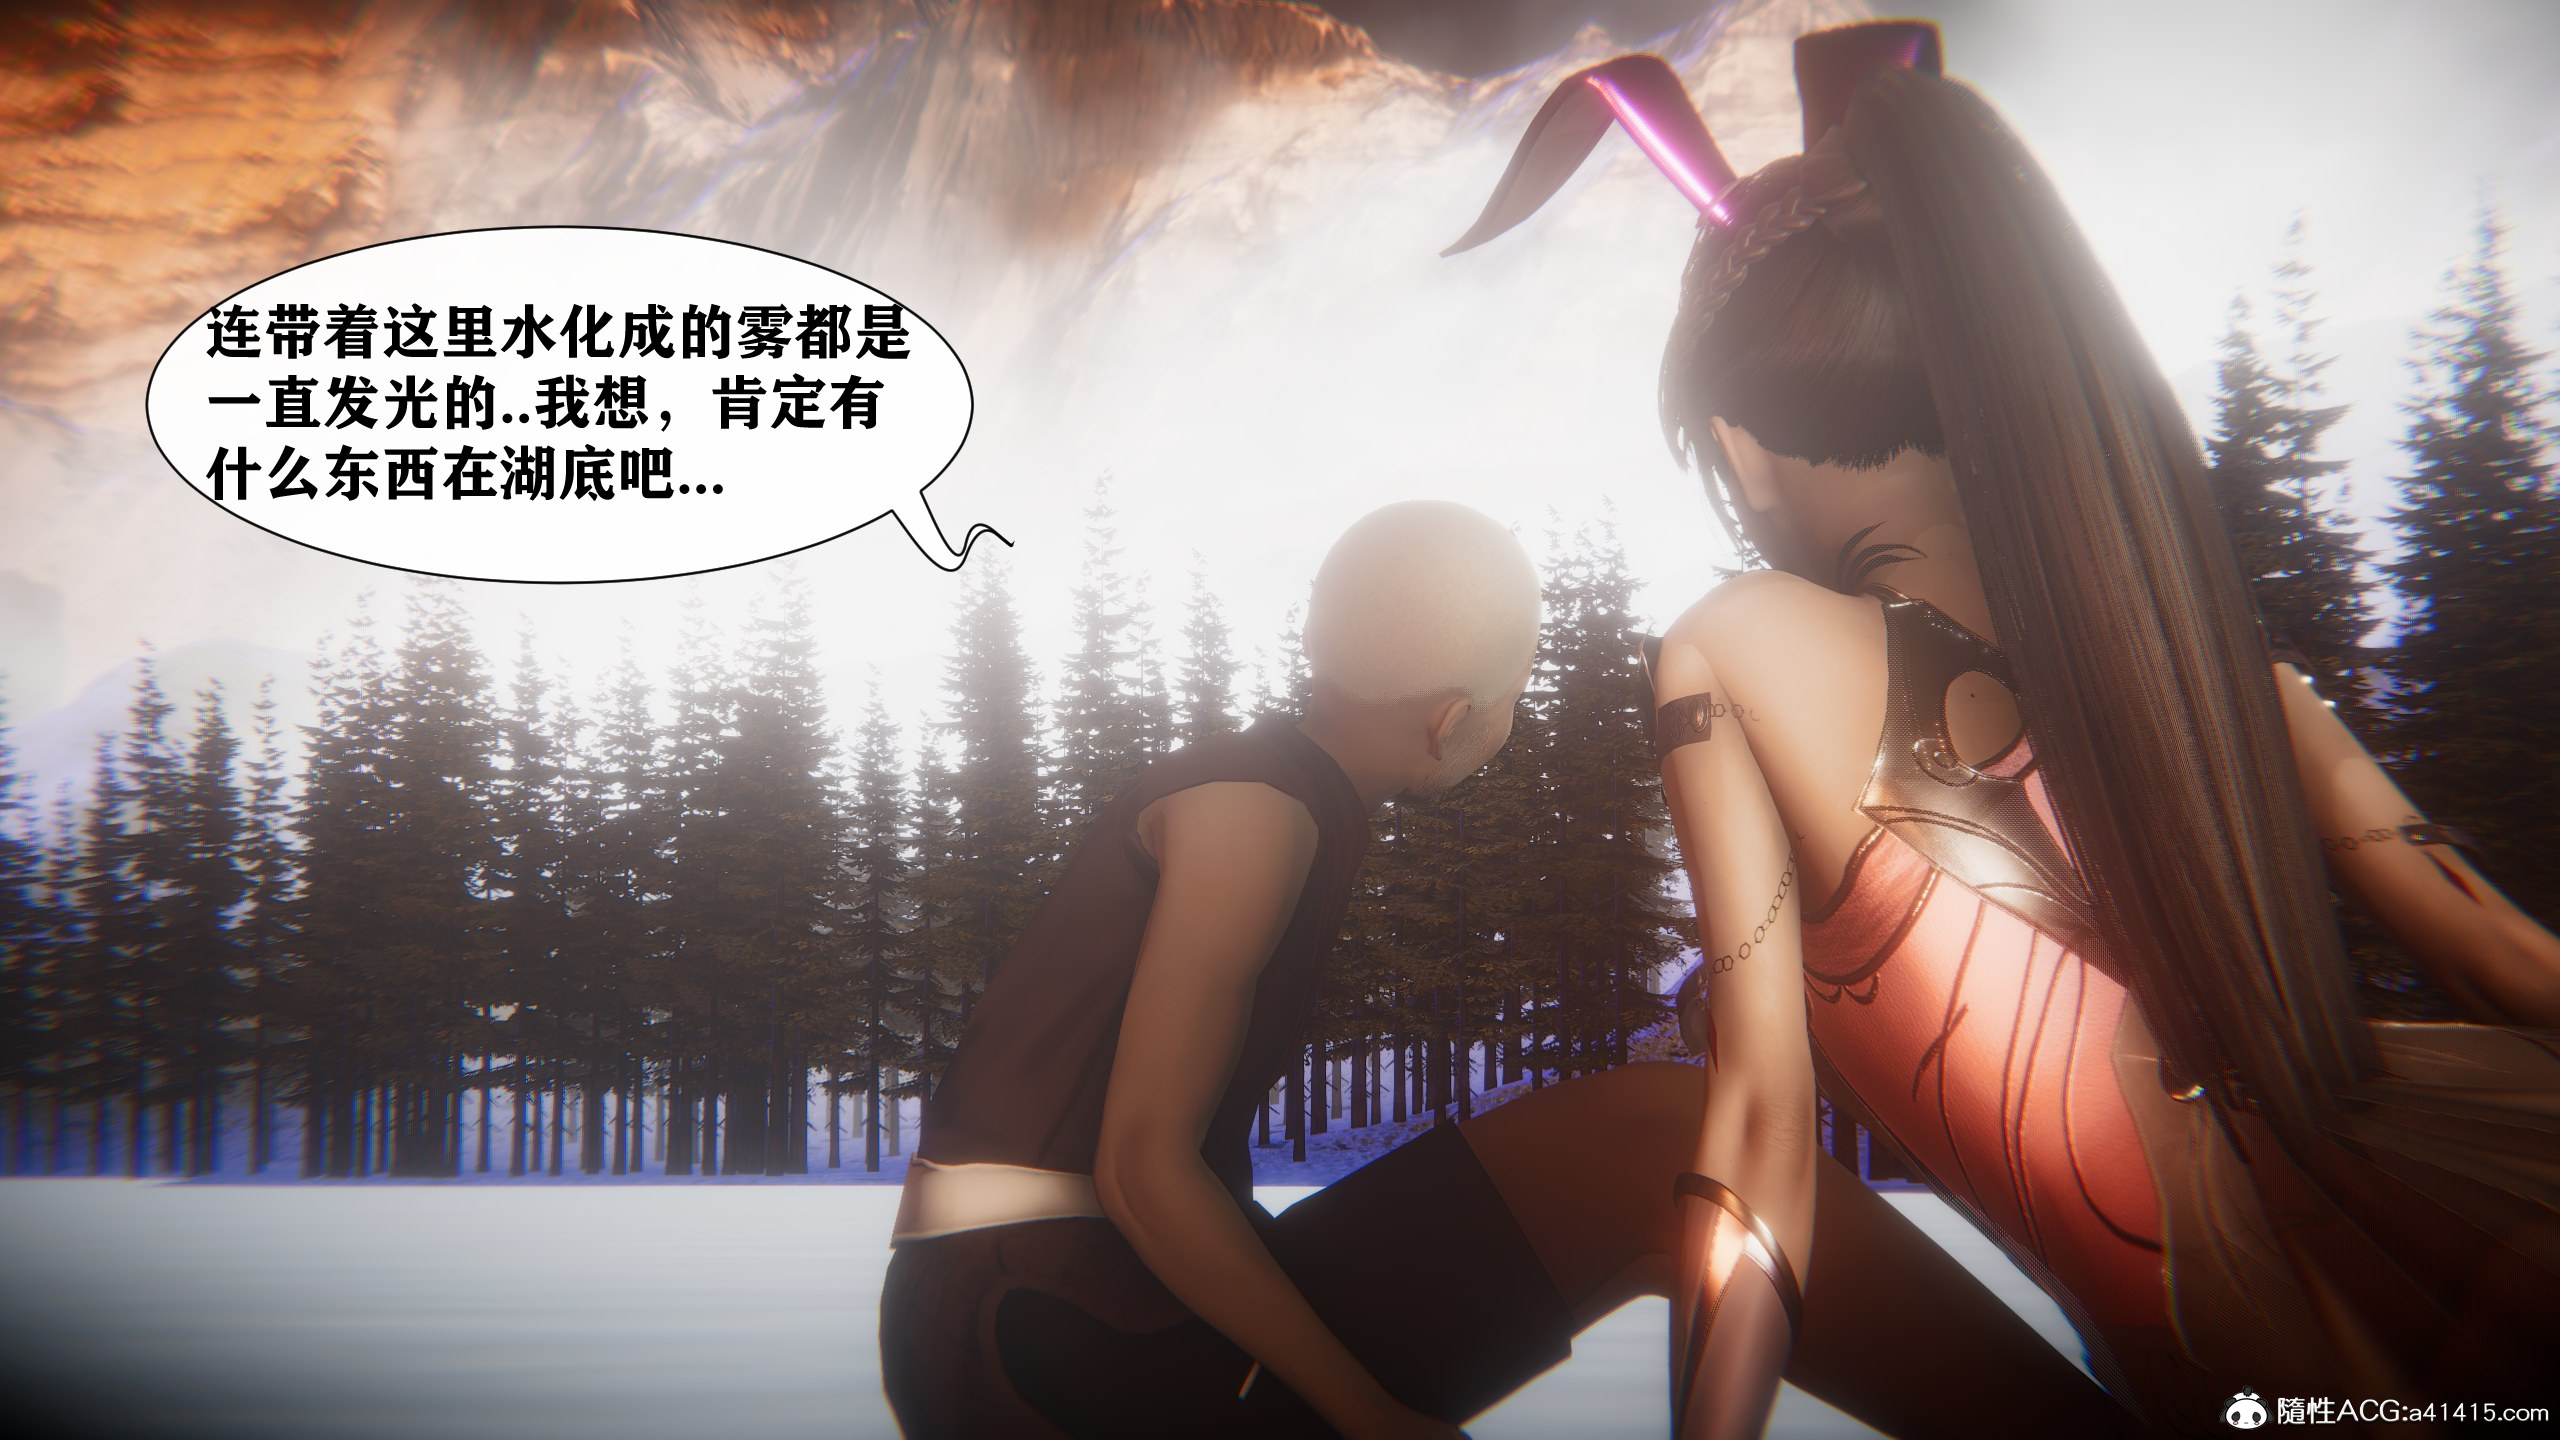 连带着这里水化成的雾都是
一直发光的..我想，肯定有
什么东西在湖底吧...
隨性ACG:a41415.com